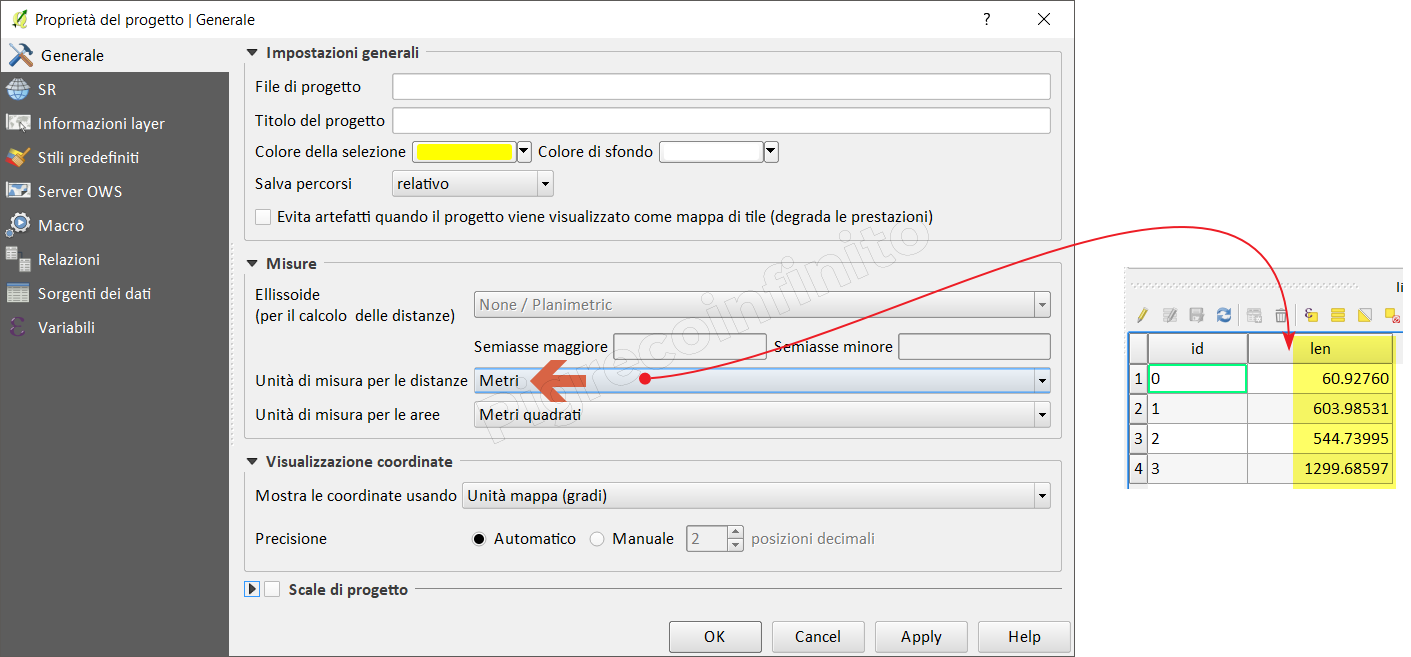 Proprietà del progetto | Generale
?
Generale
SR
Informazioni layer
Stili predefiniti
Server OWS
Macro
Relazioni
Sorgenti dei dati
Variabili
Impostazioni generali
File di progetto
Titolo del progetto
Colore della selezione Colore di sfondo
Salva percorsi relativo
Evita artefatti quando il progetto viene visualizzato come mappa di tile (degrada le prestazioni)
Misure
Ellissoide
(per il calcolo delle distanze) None / Planimetric
Semiasse maggiore Semiasse minore
Unità di misura per le distanze Metri
Unità di misura per le aree Metri quadrati
Visualizzazione coordinate
Mostra le coordinate usando Unità mappa (gradi)
Precisione Automatico Manuale 2 posizioni decimali
Scale di progetto
OK Cancel Apply Help
Pigrecoinfinito
li
id len
1 0 60.92760
2 1 603.98531
3 2 544.73995
4 3 1299.68597